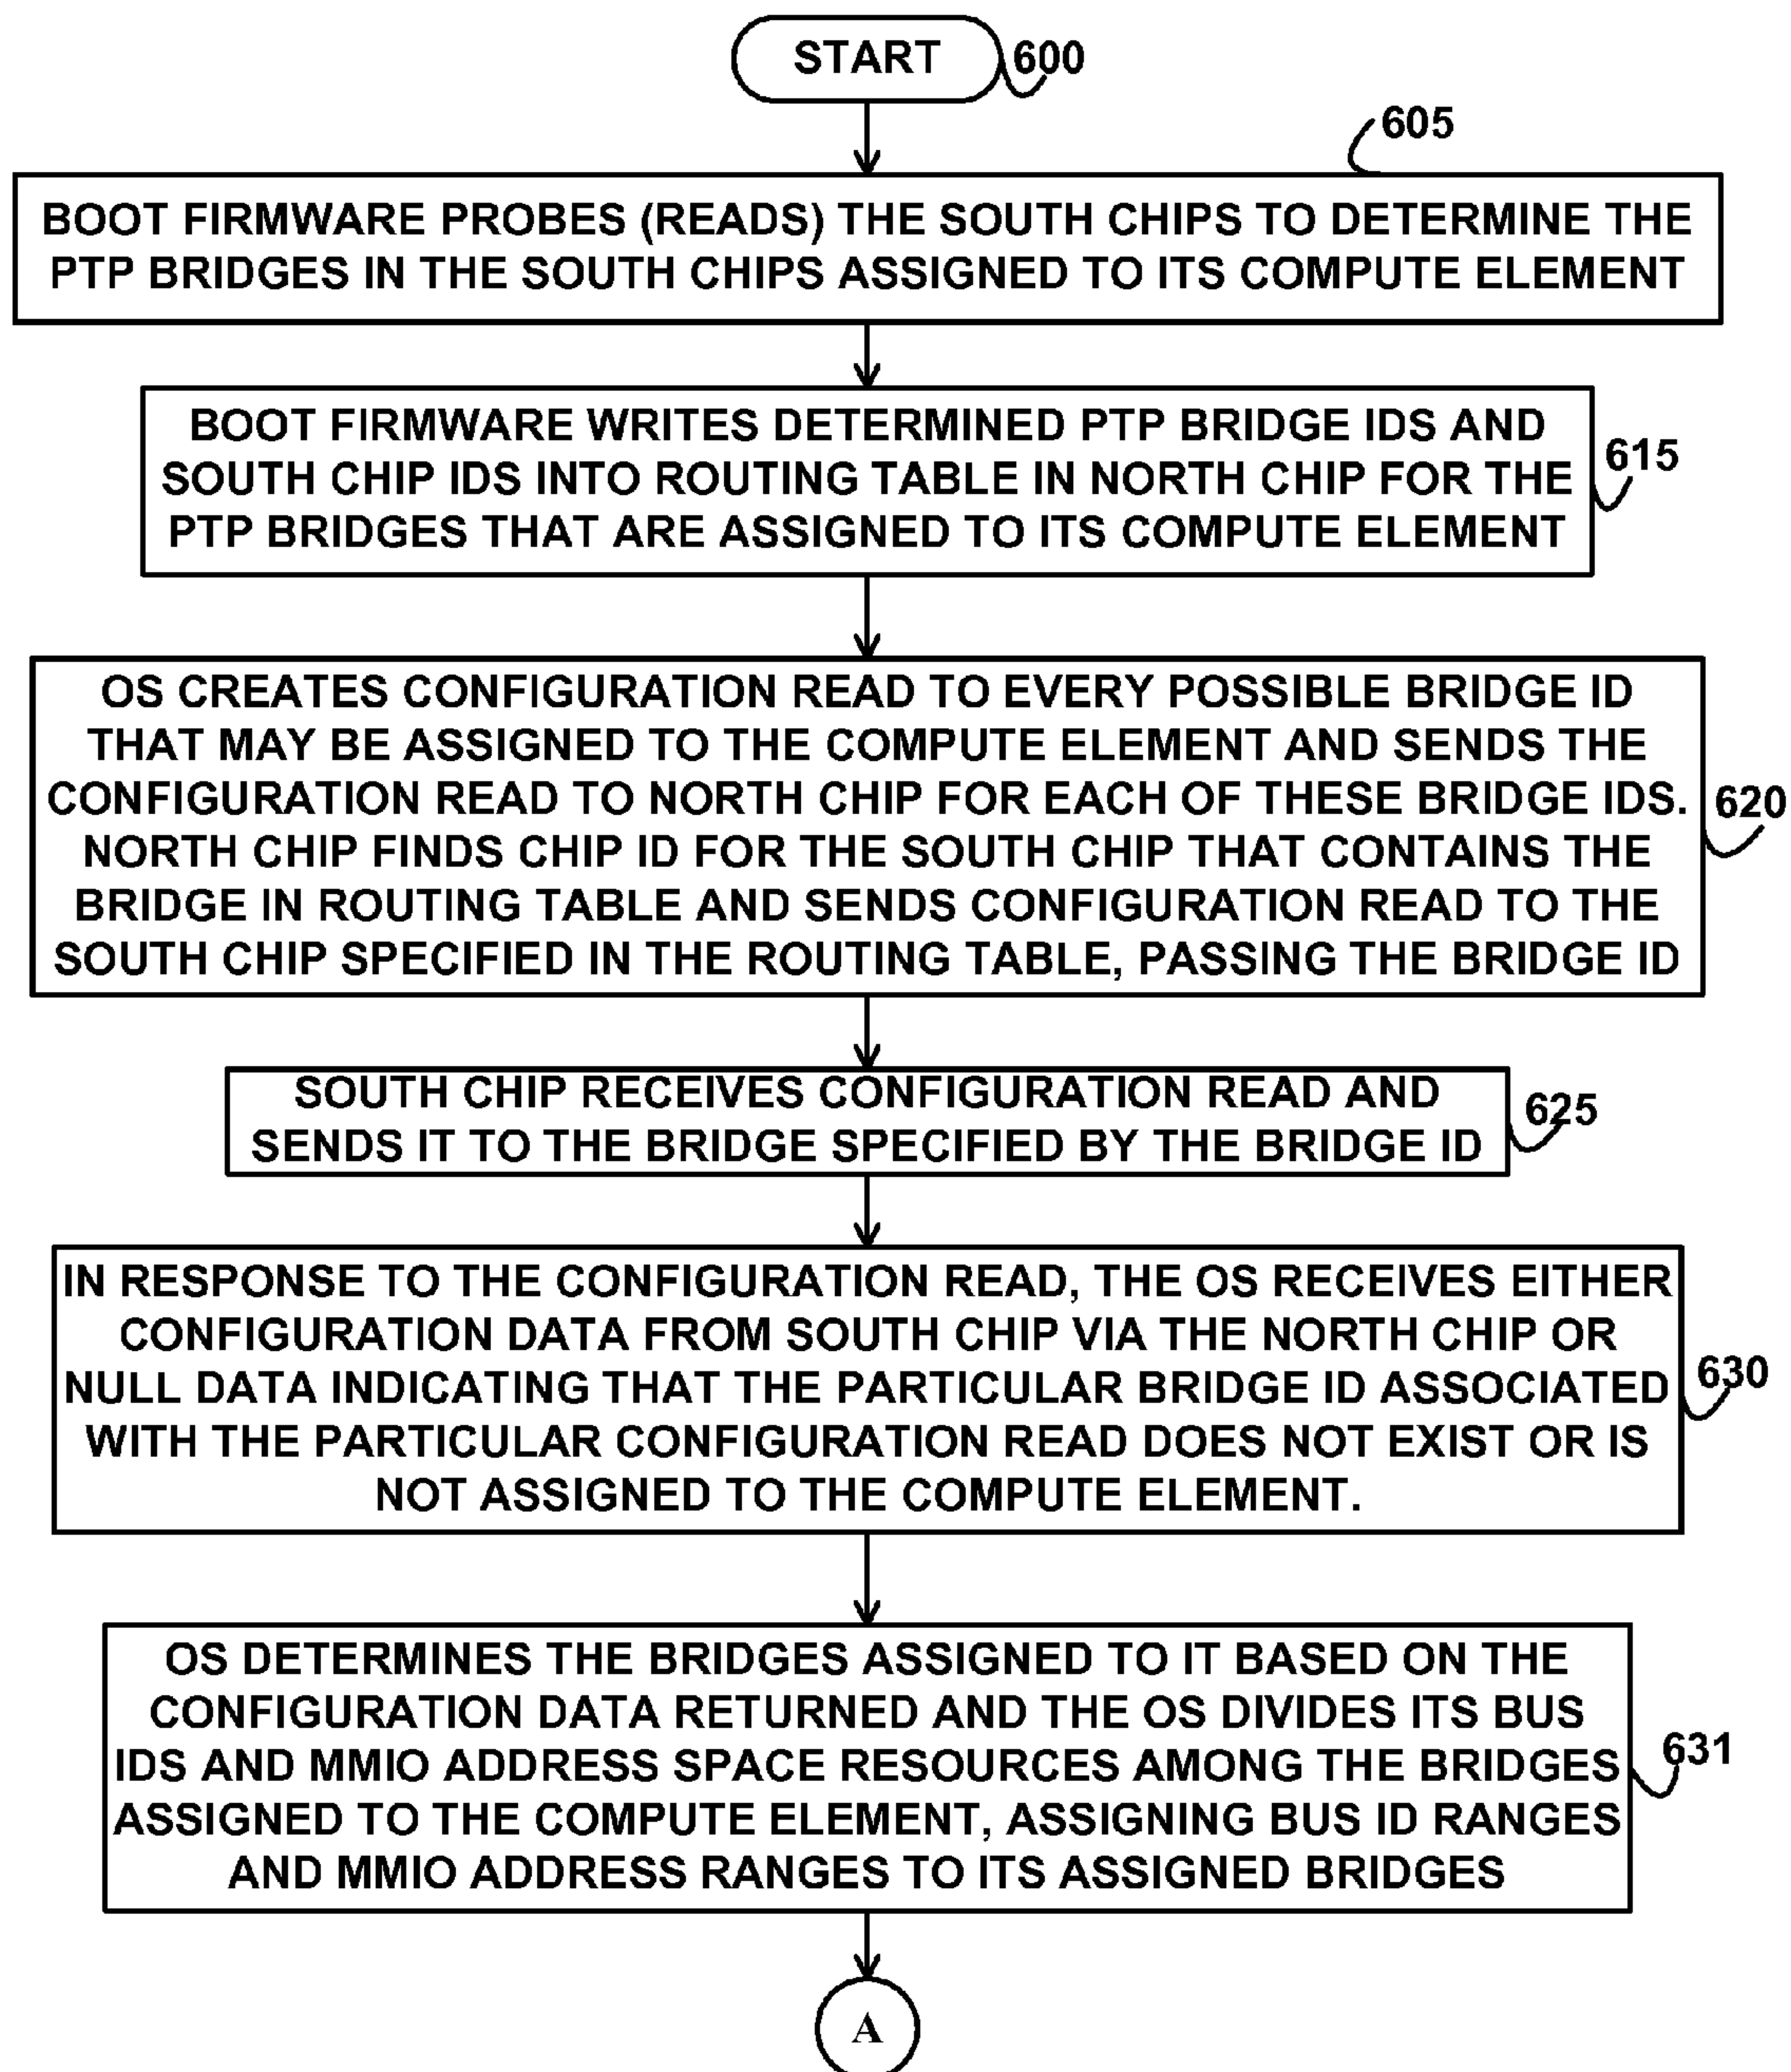 START
600
605
BOOT FIRMWARE PROBES (READS) THE SOUTH CHIPS TO DETERMINE THE
PTP BRIDGES IN THE SOUTH CHIPS ASSIGNED TO ITS COMPUTE ELEMENT
BOOT FIRMWARE WRITES DETERMINED PTP BRIDGE IDS AND
SOUTH CHIP IDS INTO ROUTING TABLE IN NORTH CHIP FOR THE
PTP BRIDGES THAT ARE ASSIGNED TO ITS COMPUTE ELEMENT
615
OS CREATES CONFIGURATION READ TO EVERY POSSIBLE BRIDGE ID
THAT MAY BE ASSIGNED TO THE COMPUTE ELEMENT AND SENDS THE
CONFIGURATION READ TO NORTH CHIP FOR EACH OF THESE BRIDGE IDS.
NORTH CHIP FINDS CHIP ID FOR THE SOUTH CHIP THAT CONTAINS THE
BRIDGE IN ROUTING TABLE AND SENDS CONFIGURATION READ TO THE
SOUTH CHIP SPECIFIED IN THE ROUTING TABLE, PASSING THE BRIDGE ID
620
SOUTH CHIP RECEIVES CONFIGURATION READ AND
SENDS IT TO THE BRIDGE SPECIFIED BY THE BRIDGE ID
625
IN RESPONSE TO THE CONFIGURATION READ, THE OS RECEIVES EITHER
CONFIGURATION DATA FROM SOUTH CHIP VIA THE NORTH CHIP OR
NULL DATA INDICATING THAT THE PARTICULAR BRIDGE ID ASSOCIATED
WITH THE PARTICULAR CONFIGURATION READ DOES NOT EXIST OR IS
NOT ASSIGNED TO THE COMPUTE ELEMENT.
630
OS DETERMINES THE BRIDGES ASSIGNED TO IT BASED ON THE
CONFIGURATION DATA RETURNED AND THE OS DIVIDES ITS BUS
IDS AND MMIO ADDRESS SPACE RESOURCES AMONG THE BRIDGES
ASSIGNED TO THE COMPUTE ELEMENT, ASSIGNING BUS ID RANGES
AND MMIO ADDRESS RANGES TO ITS ASSIGNED BRIDGES
631
A